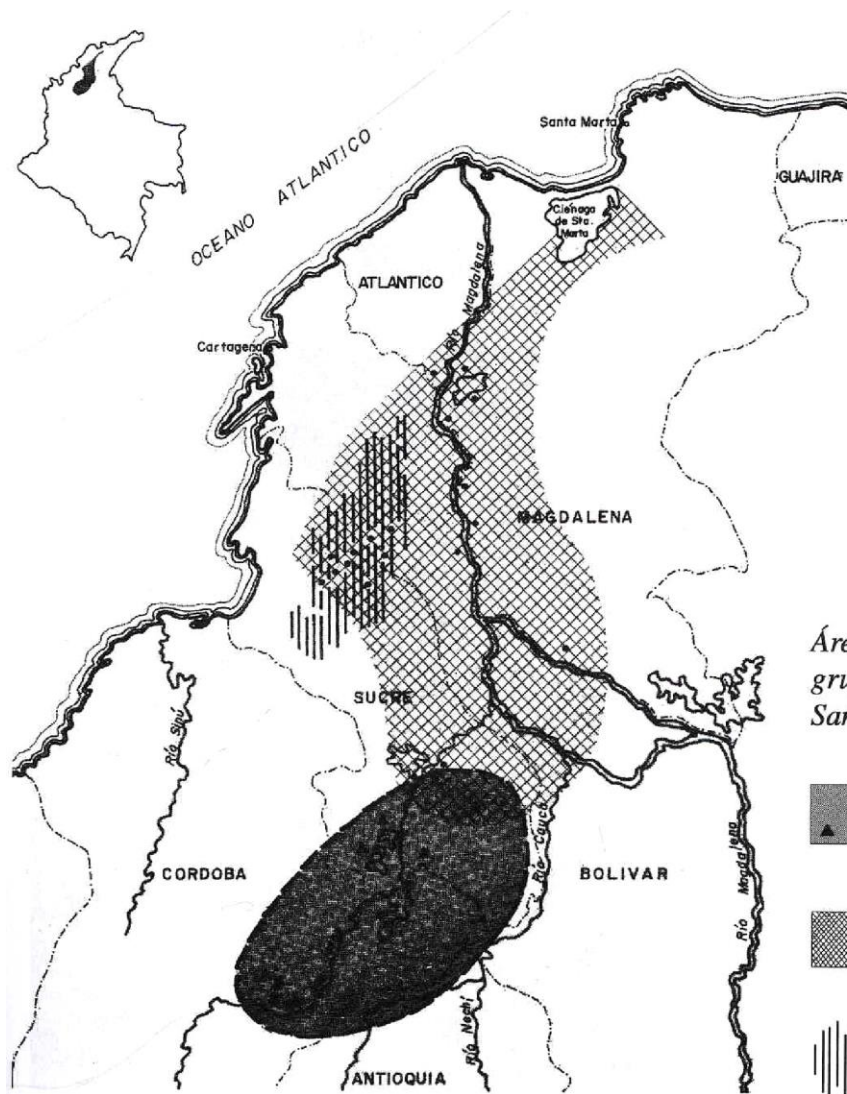 OCEANO ATLANTICO
Santa Marta
GUAJIRA
Ciénaga
de Sta.
Marta
ATLANTICO
Río Magdalena
Cartagena
MAGDALENA
Áre
gru
San
SUCRE
Río Sinú
CORDOBA
Río Cauca
BOLIVAR
Río Magdalena
Río Nechí
ANTIOQUIA